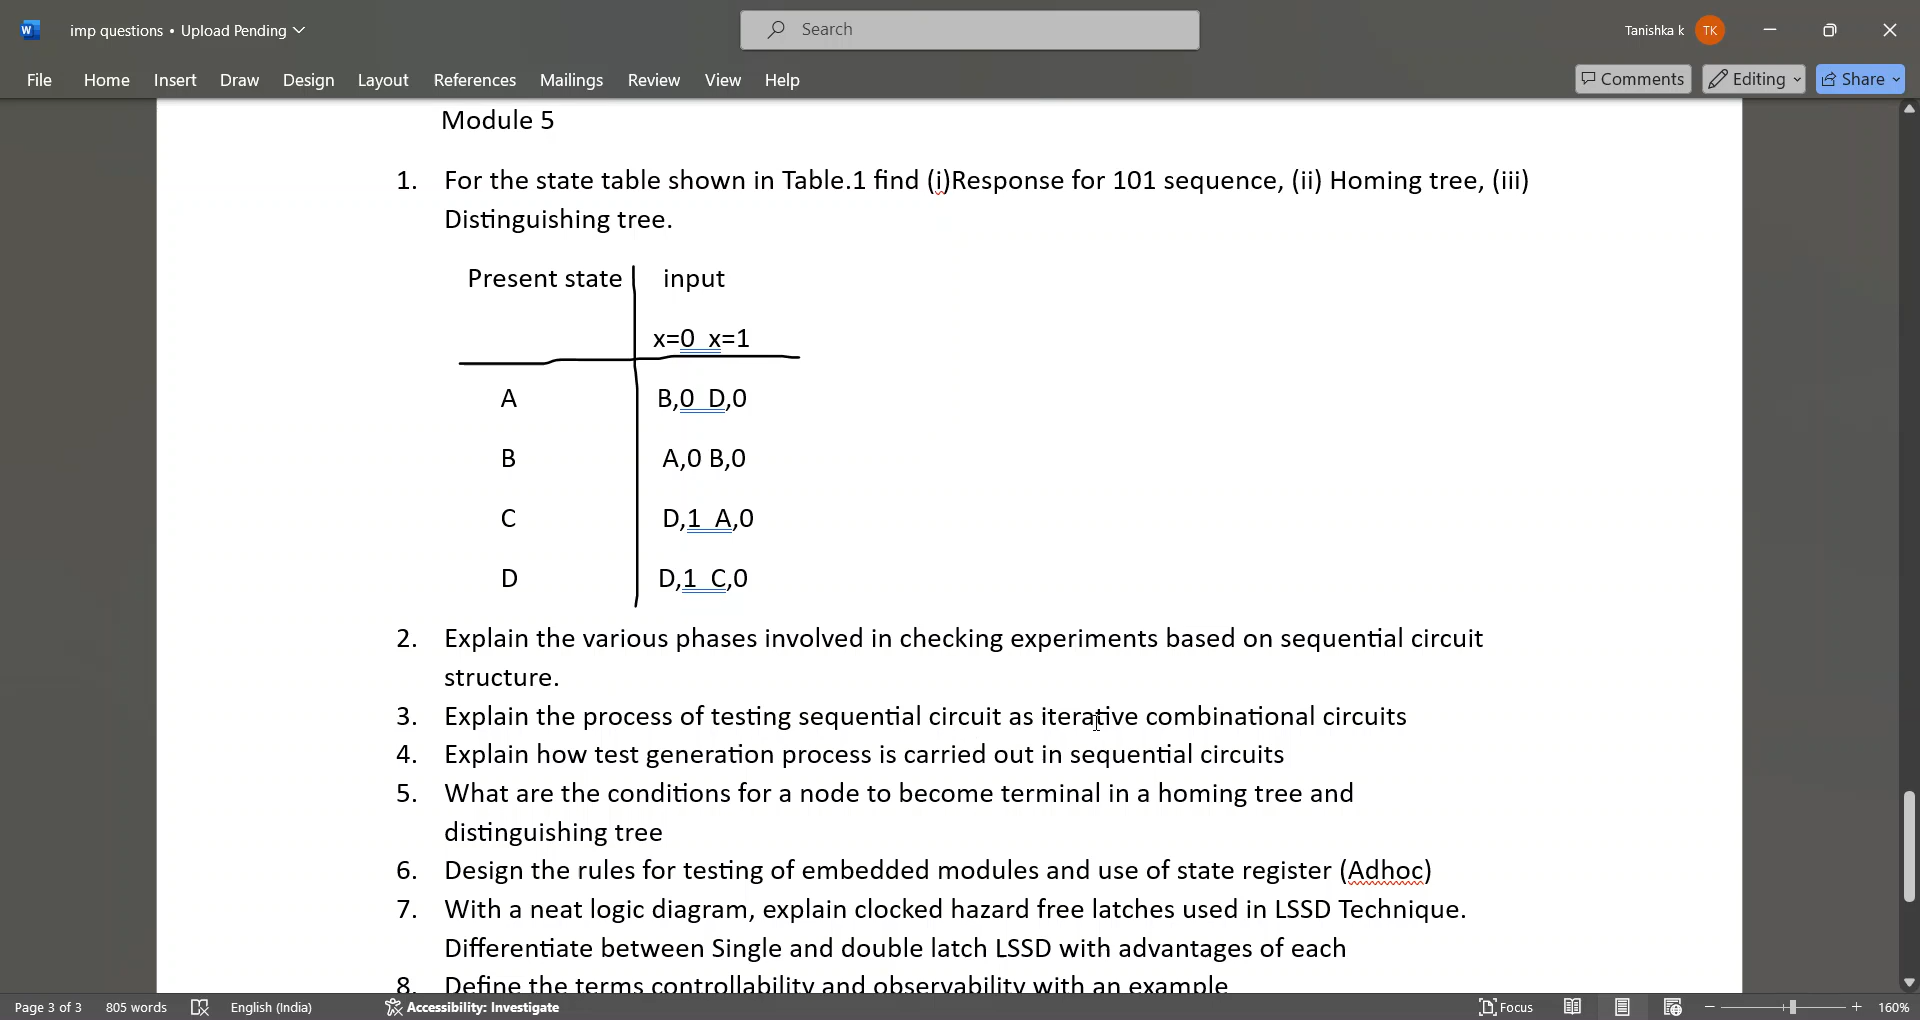 imp questions • Upload Pending
Search
Tanishka k
TK
File Home Insert Draw Design Layout References Mailings Review View Help
Comments Editing Share
Module 5
1. For the state table shown in Table.1 find (i)Response for 101 sequence, (ii) Homing tree, (iii)
Distinguishing tree.
Present state input
x=0 x=1
A B,0 D,0
B A,0 B,0
C D,1 A,0
D D,1 C,0
2. Explain the various phases involved in checking experiments based on sequential circuit
structure.
3. Explain the process of testing sequential circuit as iterative combinational circuits
4. Explain how test generation process is carried out in sequential circuits
5. What are the conditions for a node to become terminal in a homing tree and
distinguishing tree
6. Design the rules for testing of embedded modules and use of state register (Adhoc)
7. With a neat logic diagram, explain clocked hazard free latches used in LSSD Technique.
Differentiate between Single and double latch LSSD with advantages of each
8. Define the terms controllability and observability with an example
Page 3 of 3 805 words English (India) Accessibility: Investigate Focus 160%